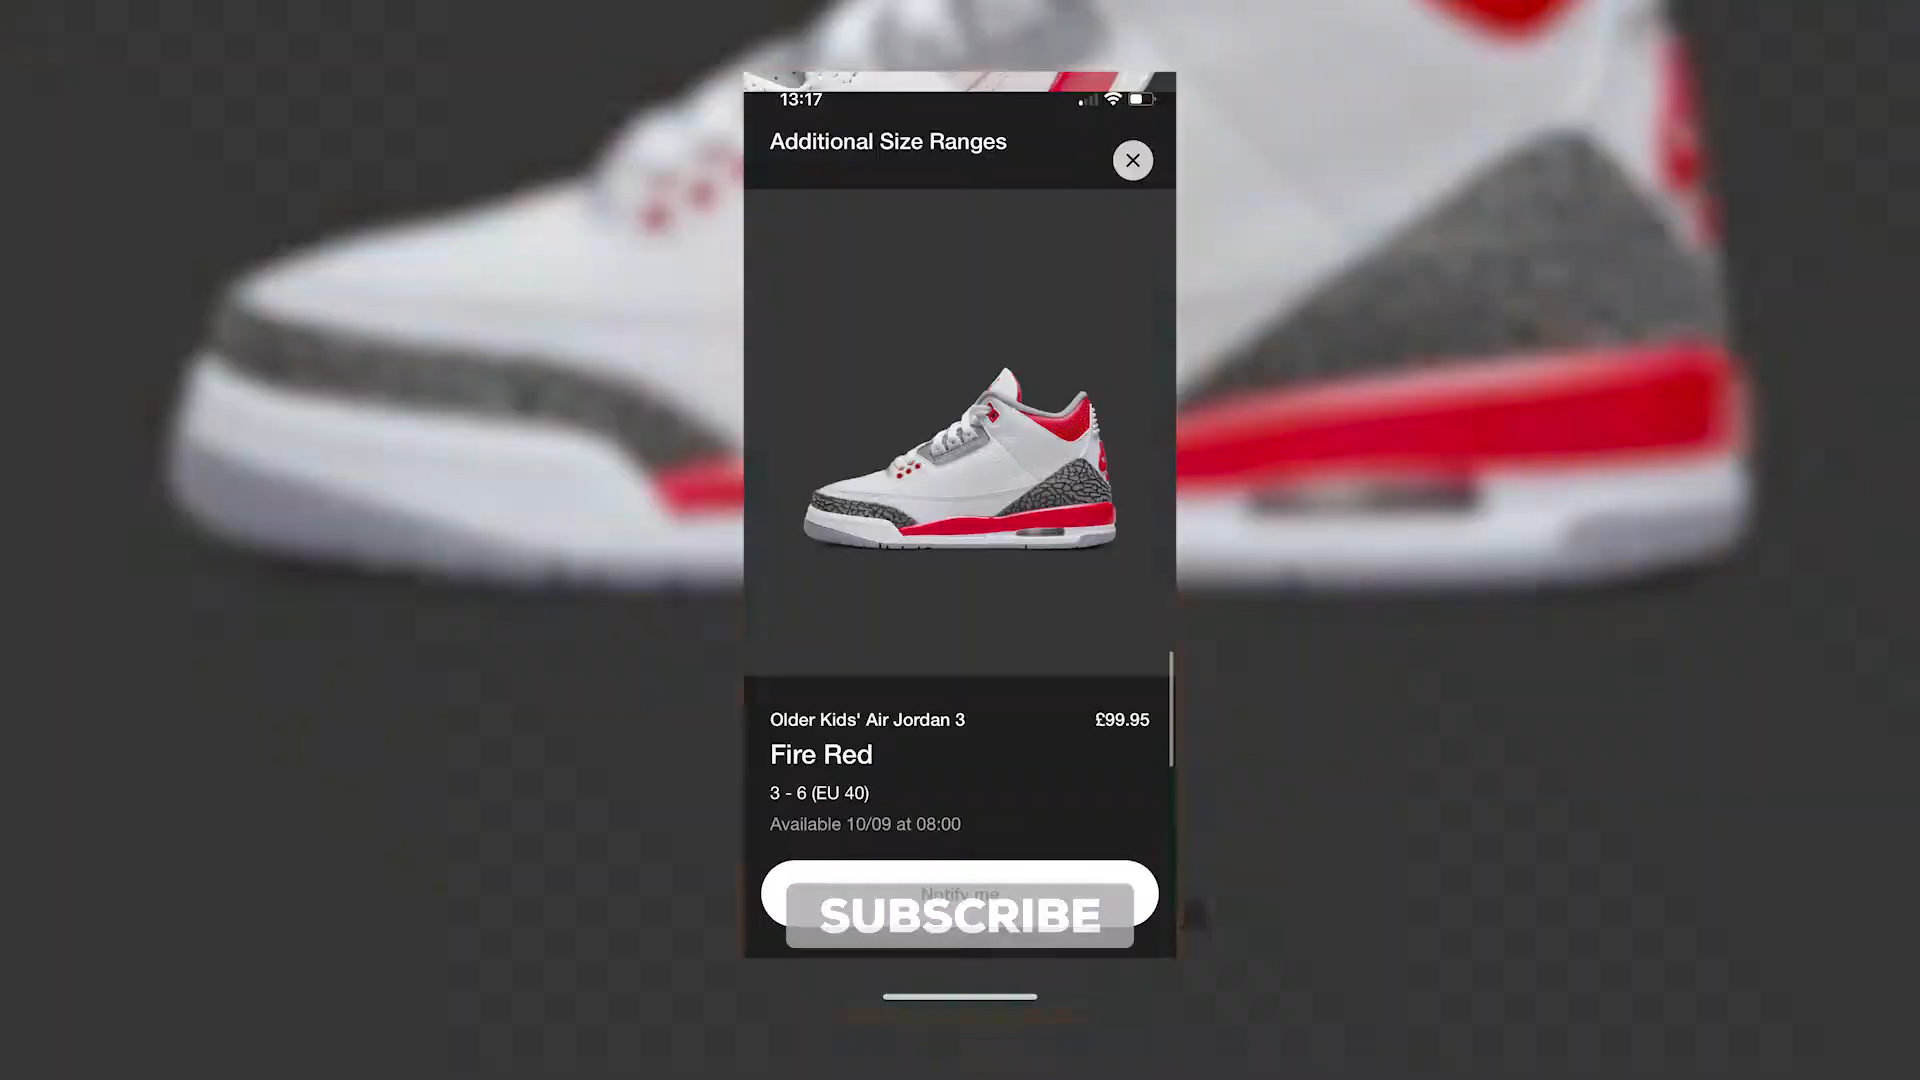 13:17
Additional Size Ranges
Older Kids' Air Jordan 3 £99.95
Fire Red
3 - 6 (EU 40)
Available 10/09 at 08:00
Notify me
SUBSCRIBE